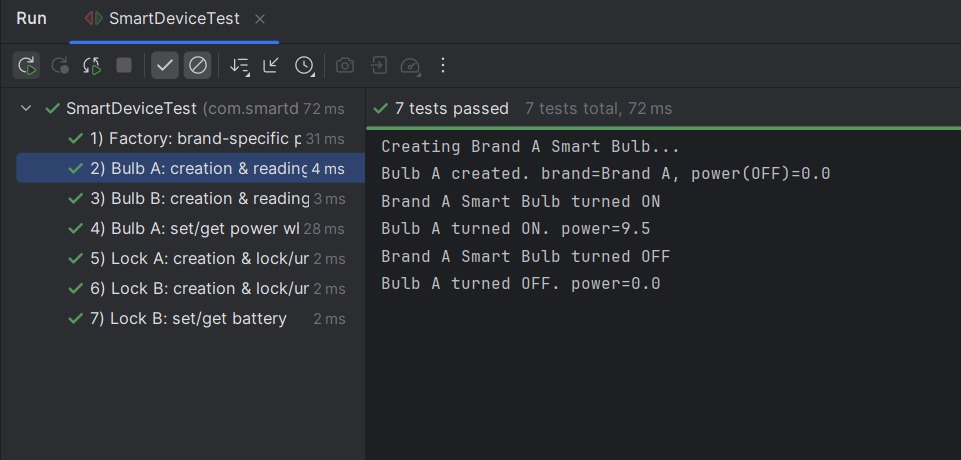 Run SmartDeviceTest
SmartDeviceTest (com.smartd 72 ms
1) Factory: brand-specific p 31 ms
2) Bulb A: creation & reading 4 ms
3) Bulb B: creation & reading 3 ms
4) Bulb A: set/get power wl 28 ms
5) Lock A: creation & lock/ur 2 ms
6) Lock B: creation & lock/ur 2 ms
7) Lock B: set/get battery 2 ms
7 tests passed 7 tests total, 72 ms
Creating Brand A Smart Bulb...
Bulb A created. brand=Brand A, power(OFF)=0.0
Brand A Smart Bulb turned ON
Bulb A turned ON. power=9.5
Brand A Smart Bulb turned OFF
Bulb A turned OFF. power=0.0